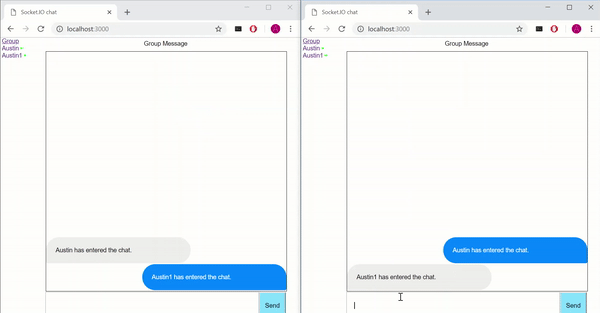 Socket.IO chat
localhost:3000
Group
Austin
Austin1
Group Message
Austin has entered the chat.
Austin1 has entered the chat.
Send
Socket.IO chat
localhost:3000
Group
Austin
Austin1
Group Message
Austin has entered the chat.
Austin1 has entered the chat.
Send